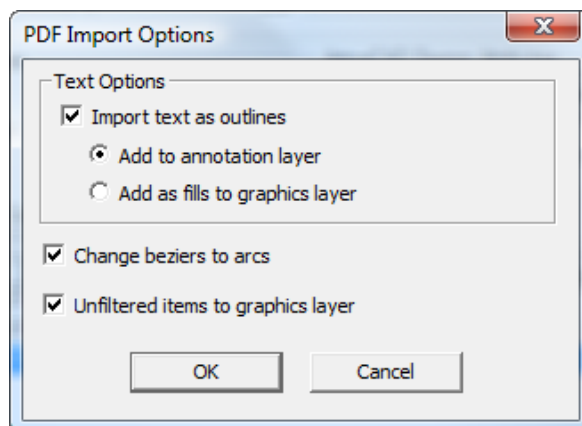 PDF Import Options
Text Options
Import text as outlines
Add to annotation layer
Add as fills to graphics layer
Change beziers to arcs
Unfiltered items to graphics layer
OK
Cancel